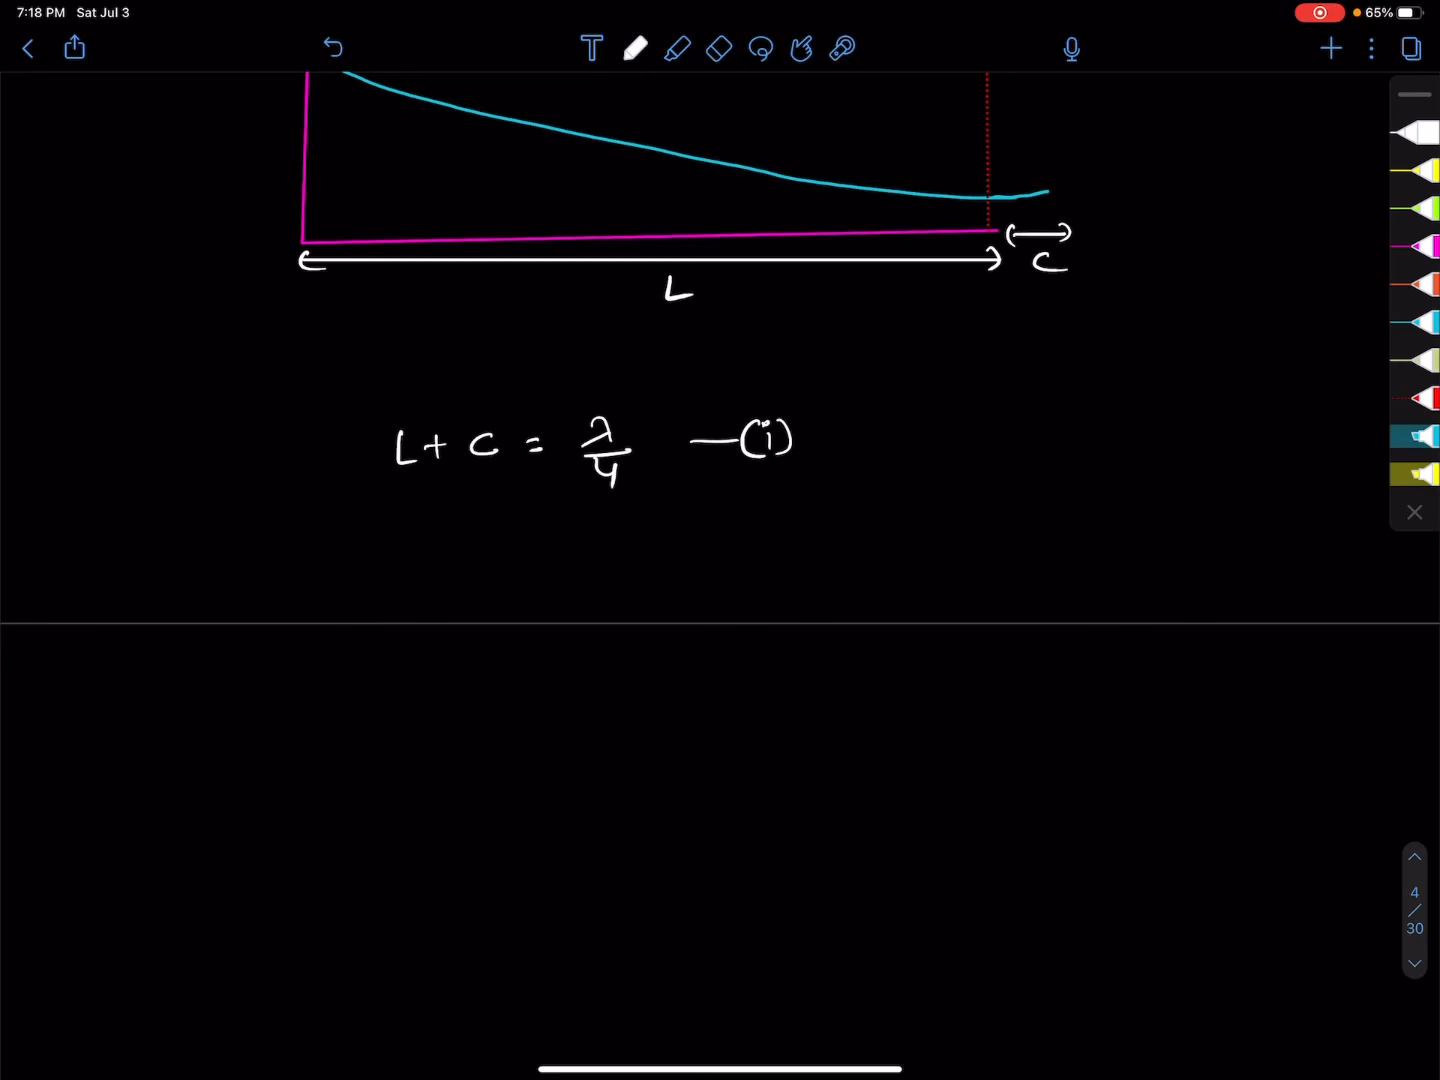 7:18 PM Sat Jul 3
65%
C
L
L + C = λ/4 —(i)
4
/
30